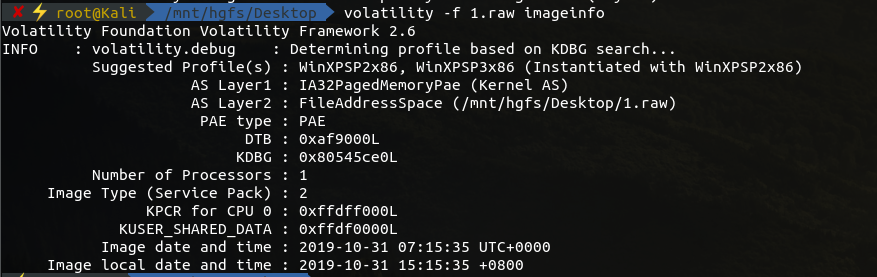 ✘ ⚡ root@Kali /mnt/hgfs/Desktop volatility -f 1.raw imageinfo
Volatility Foundation Volatility Framework 2.6
INFO    : volatility.debug    : Determining profile based on KDBG search...
Suggested Profile(s) : WinXPSP2x86, WinXPSP3x86 (Instantiated with WinXPSP2x86)
AS Layer1 : IA32PagedMemoryPae (Kernel AS)
AS Layer2 : FileAddressSpace (/mnt/hgfs/Desktop/1.raw)
PAE type : PAE
DTB : 0xaf9000L
KDBG : 0x80545ce0L
Number of Processors : 1
Image Type (Service Pack) : 2
KPCR for CPU 0 : 0xffdff000L
KUSER_SHARED_DATA : 0xffdf0000L
Image date and time : 2019-10-31 07:15:35 UTC+0000
Image local date and time : 2019-10-31 15:15:35 +0800